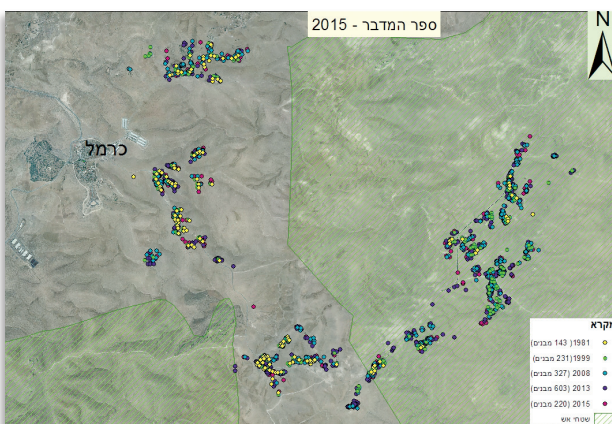 ספר המדבר - 2015
N
כרמל
מקרא
1981( 143 מבנים)
1999(231 מבנים)
2008 (327 מבנים)
2013 (603 מבנים)
2015 (220 מבנים)
שטחי אש